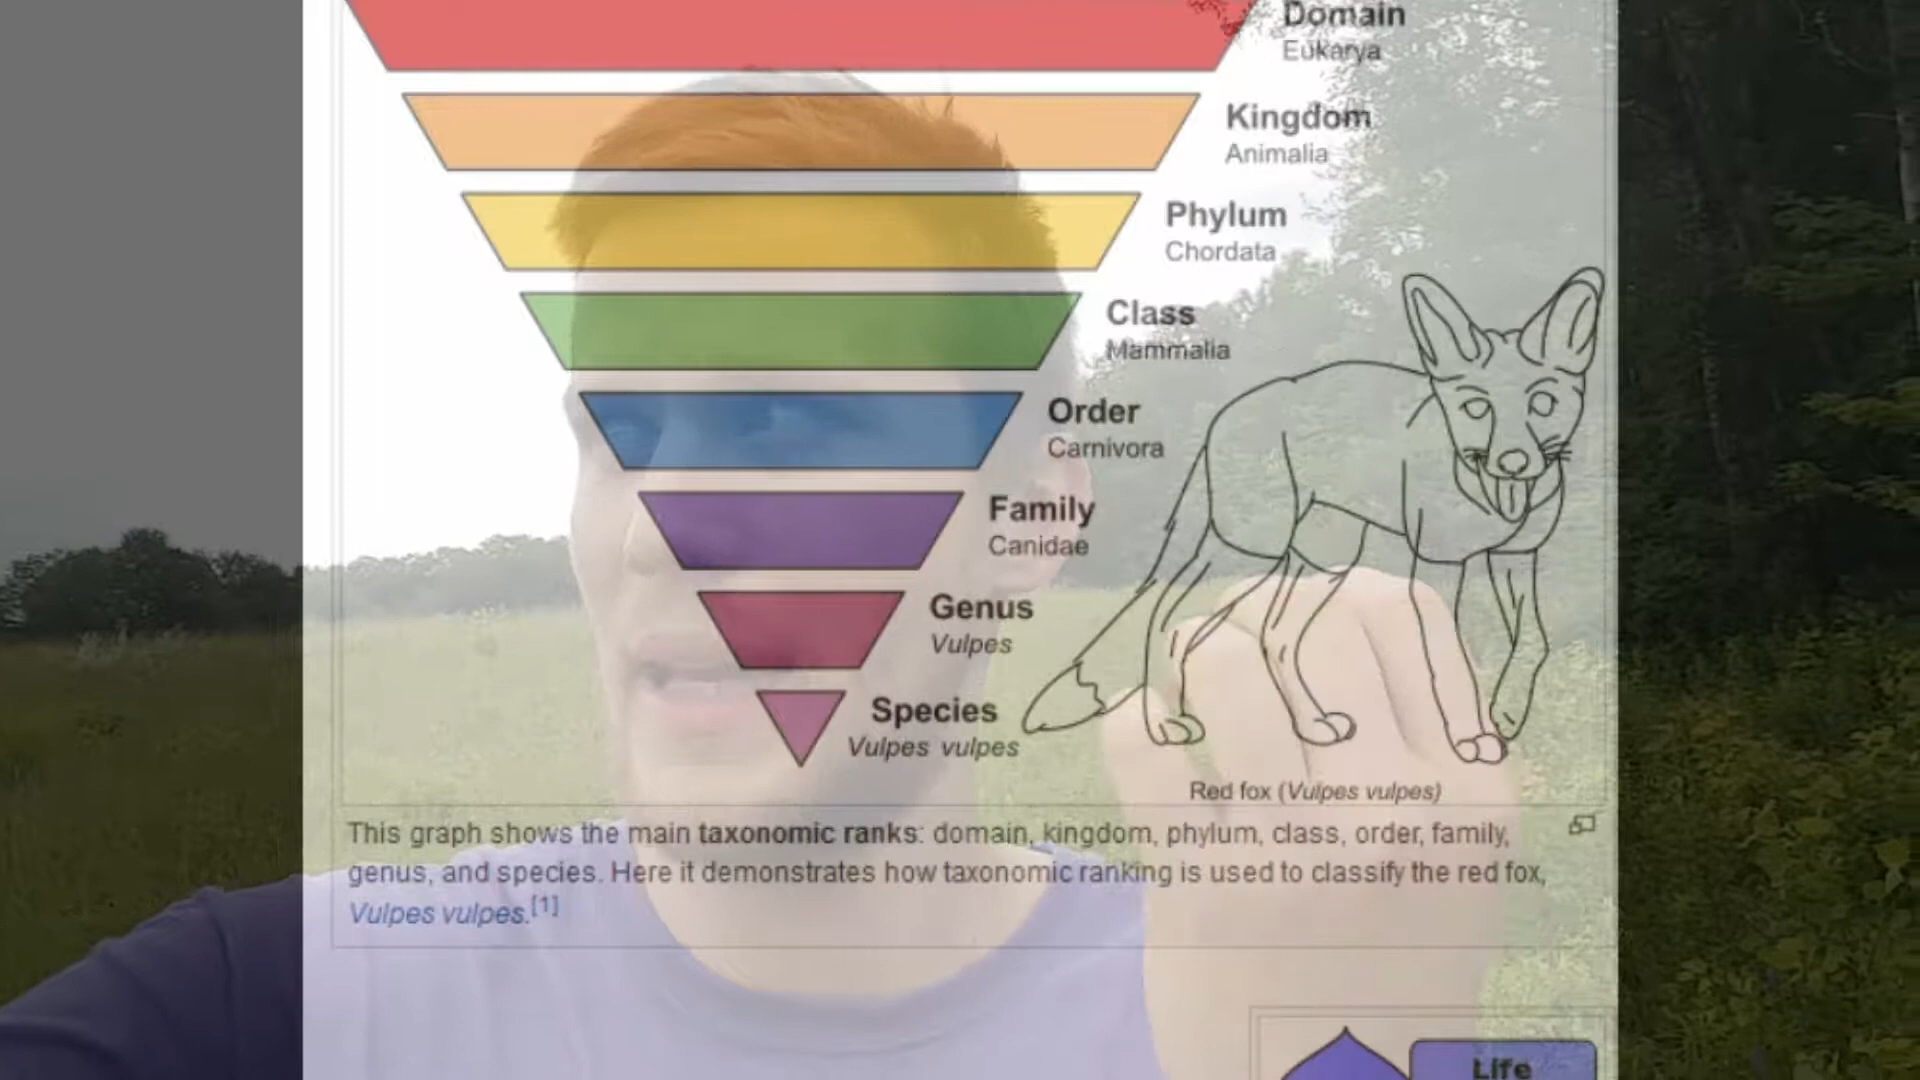 Domain
Eukarya
Kingdom
Animalia
Phylum
Chordata
Class
Mammalia
Order
Carnivora
Family
Canidae
Genus
Vulpes
Species
Vulpes vulpes
Red fox (Vulpes vulpes)
This graph shows the main taxonomic ranks: domain, kingdom, phylum, class, order, family,
genus, and species. Here it demonstrates how taxonomic ranking is used to classify the red fox,
Vulpes vulpes.[1]
Life